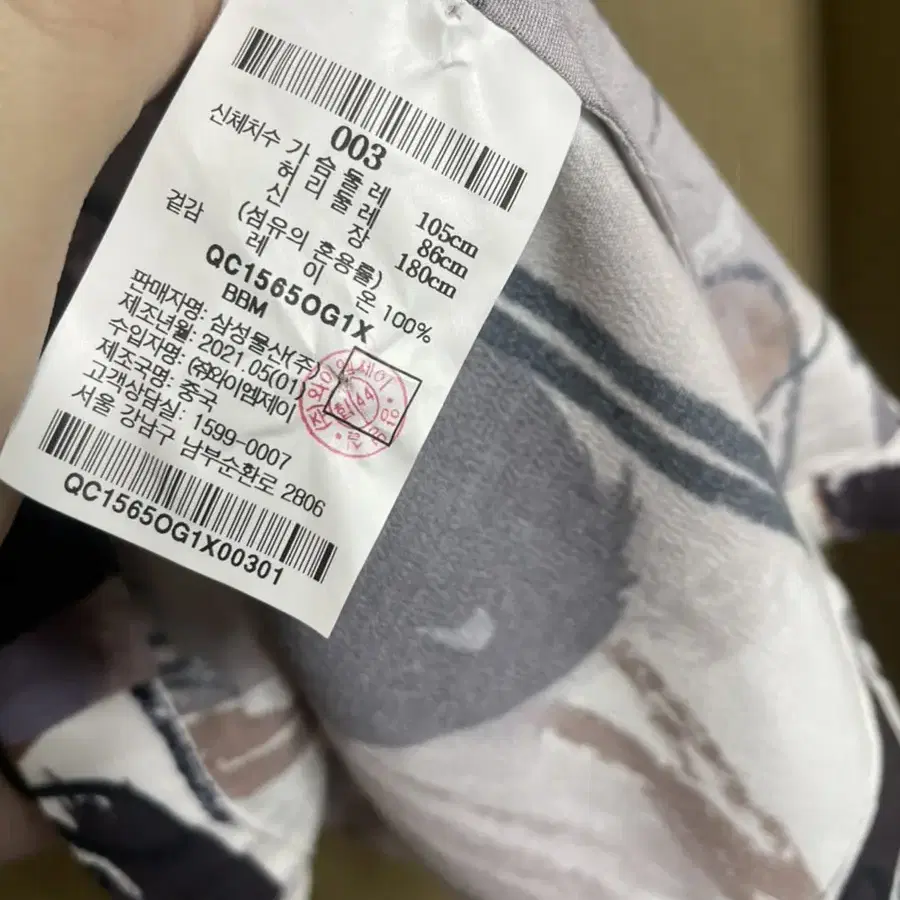 003
신체치수 가 슴 둘 레 105cm
허 리 둘 레 86cm
신 장 180cm
(섬유의 혼용률)
겉감 레 이 온 100%
QC1565OG1X
BBM
판매자명: 삼성물산(주)
제조년월: 2021.05(01)
수입자명: ㈜와이엠제이
제조국명: 중국
고객상담실: 1599-0007
서울 강남구 남부순환로 2806
QC1565OG1X00301